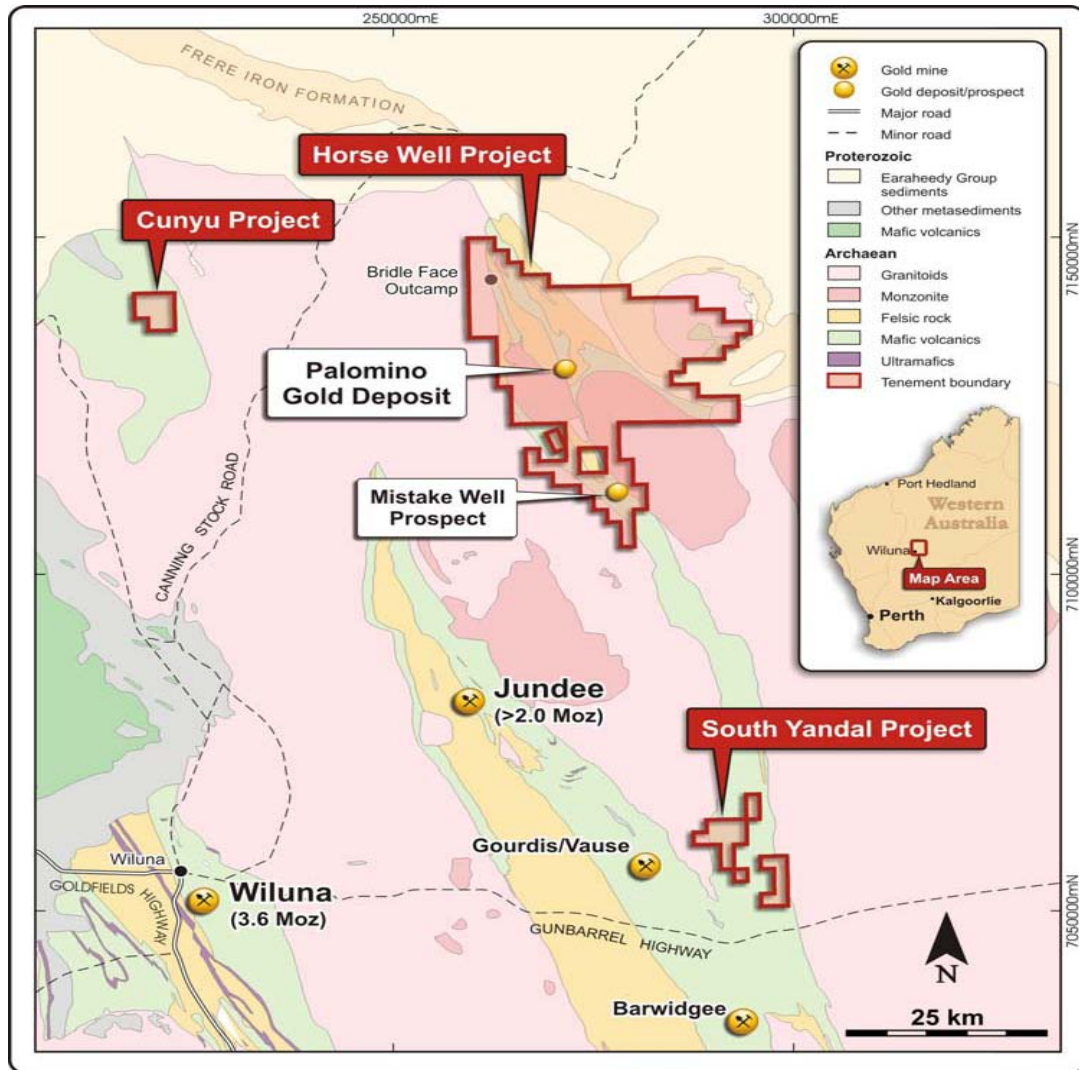 250000mE
300000mE
FRERE IRON FORMATION
Horse Well Project
Cunyu Project
Bridle Face
Outcamp
Palomino
Gold Deposit
Mistake Well
Prospect
CANNING STOCK ROAD
Jundee
(>2.0 Moz)
South Yandal Project
Gourdis/Vause
Wiluna
Wiluna
(3.6 Moz)
GOLDFIELDS HIGHWAY
GUNBARREL HIGHWAY
Barwidgee
N
25 km
7150000mN
7100000mN
7050000mN
Gold mine
Gold deposit/prospect
Major road
Minor road
Proterozoic
Earaheedy Group
sediments
Other metasediments
Mafic volcanics
Archaean
Granitoids
Monzonite
Felsic rock
Mafic volcanics
Ultramafics
Tenement boundary
Port Hedland
Western
Australia
Wiluna
Map Area
Kalgoorlie
Perth